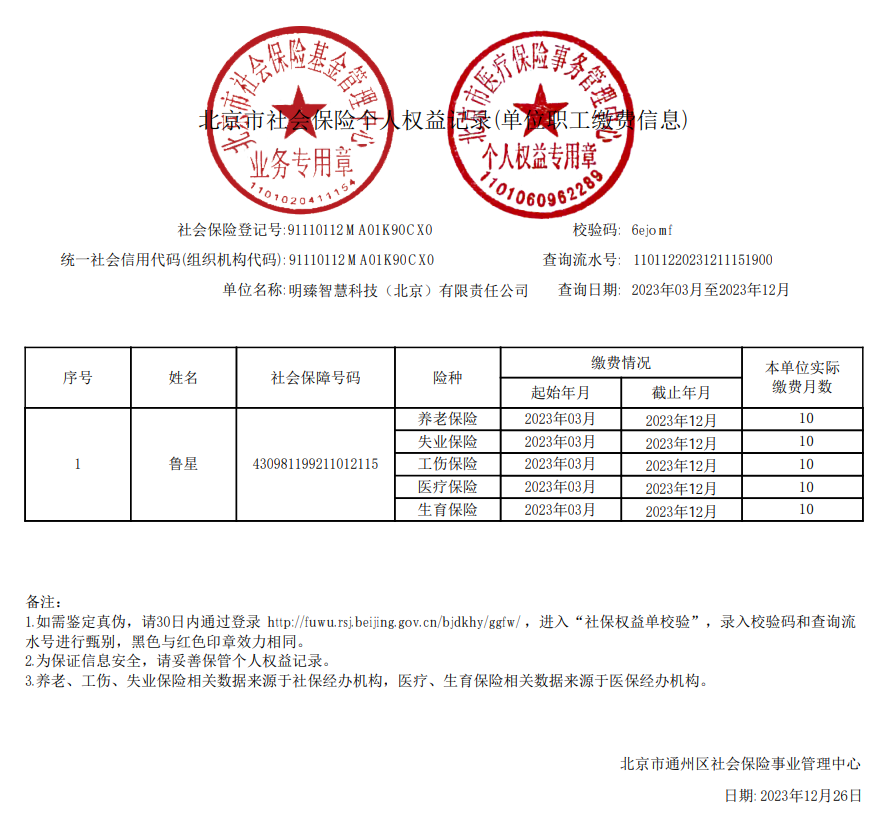 北京市社会保险基金管理中心
业务专用章
1101020411154
北京市医疗保险事务管理中心
个人权益专用章
1101060962289
北京市社会保险个人权益记录(单位职工缴费信息)
社会保险登记号:91110112MA01K90CX0 校验码: 6ejomf
统一社会信用代码(组织机构代码):91110112MA01K90CX0 查询流水号: 11011220231211151900
单位名称:明臻智慧科技（北京）有限责任公司 查询日期: 2023年03月至2023年12月
序号 姓名 社会保障号码 险种 缴费情况 本单位实际
起始年月 截止年月 缴费月数
养老保险 2023年03月 2023年12月 10
失业保险 2023年03月 2023年12月 10
1 鲁星 430981199211012115 工伤保险 2023年03月 2023年12月 10
医疗保险 2023年03月 2023年12月 10
生育保险 2023年03月 2023年12月 10
备注:
1.如需鉴定真伪，请30日内通过登录 http://fuwu.rsj.beijing.gov.cn/bjdkhy/ggfw/，进入“社保权益单校验”，录入校验码和查询流
水号进行甄别，黑色与红色印章效力相同。
2.为保证信息安全，请妥善保管个人权益记录。
3.养老、工伤、失业保险相关数据来源于社保经办机构，医疗、生育保险相关数据来源于医保经办机构。
北京市通州区社会保险事业管理中心
日期: 2023年12月26日